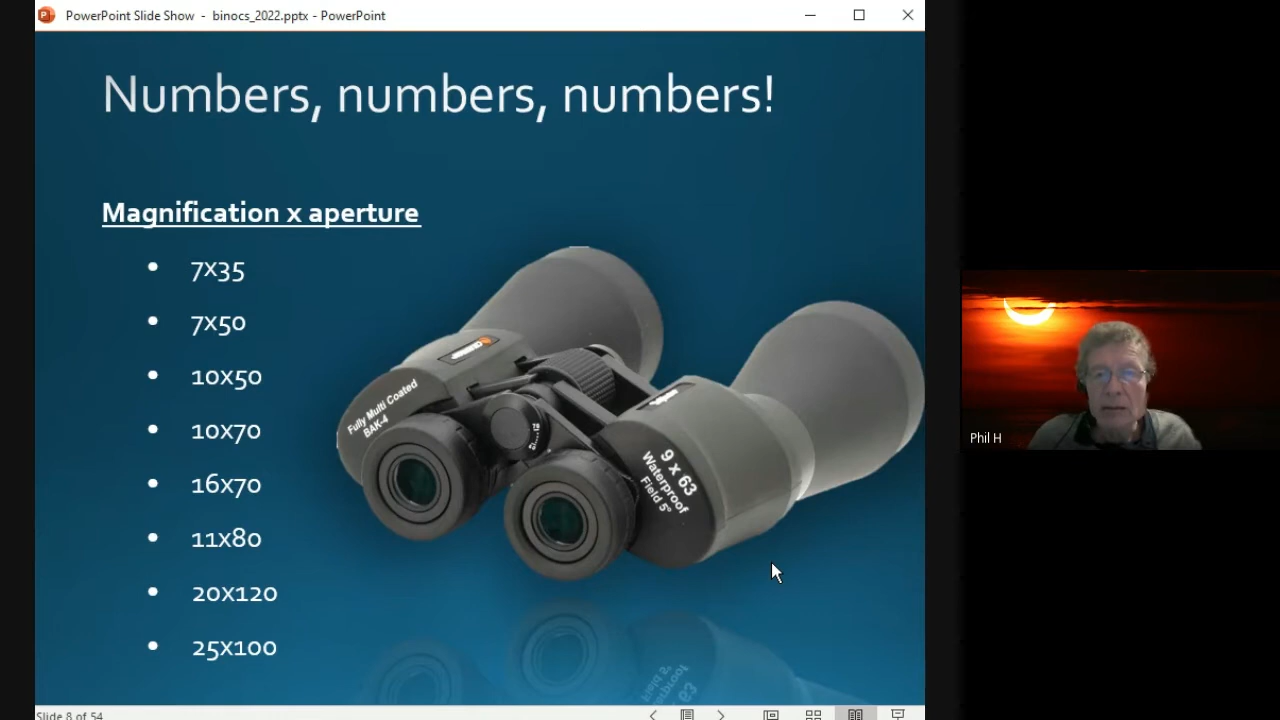 PowerPoint Slide Show - binocs_2022.pptx - PowerPoint
Numbers, numbers, numbers!
Magnification x aperture
7x35
7x50
10x50
10x70
16x70
11x80
20x120
25x100
Fully Multi Coated
BAK-4
9 x 63
Waterproof
Field 5°
Phil H
Slide 8 of 54